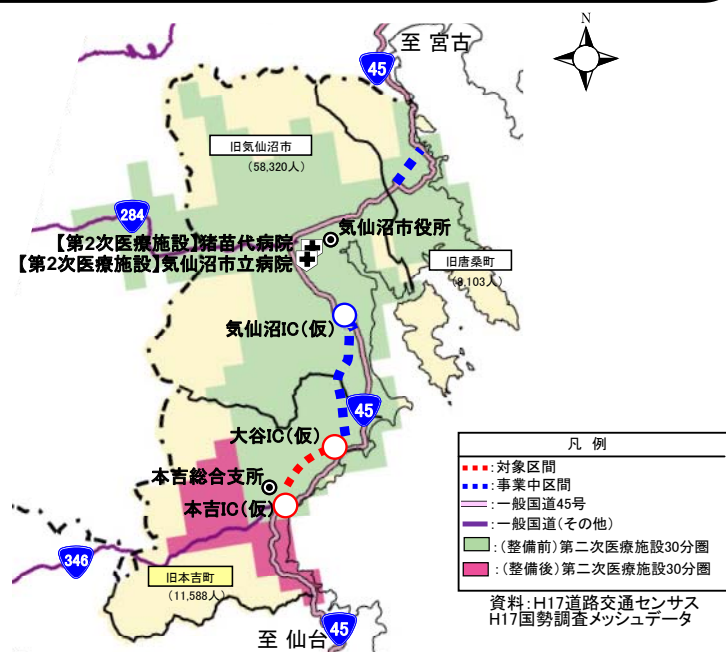 N
至 宮古
45
旧気仙沼市
(58,320人)
284
気仙沼市役所
【第2次医療施設】猪苗代病院
【第2次医療施設】気仙沼市立病院
旧唐桑町
(8,103人)
気仙沼IC(仮)
45
大谷IC(仮)
本吉総合支所
本吉IC(仮)
346
旧本吉町
(11,588人)
至 仙台
45
凡 例
:対象区間
:事業中区間
:一般国道45号
:一般国道(その他)
:(整備前)第二次医療施設30分圏
:(整備後)第二次医療施設30分圏
資料:H17道路交通センサス
H17国勢調査メッシュデータ